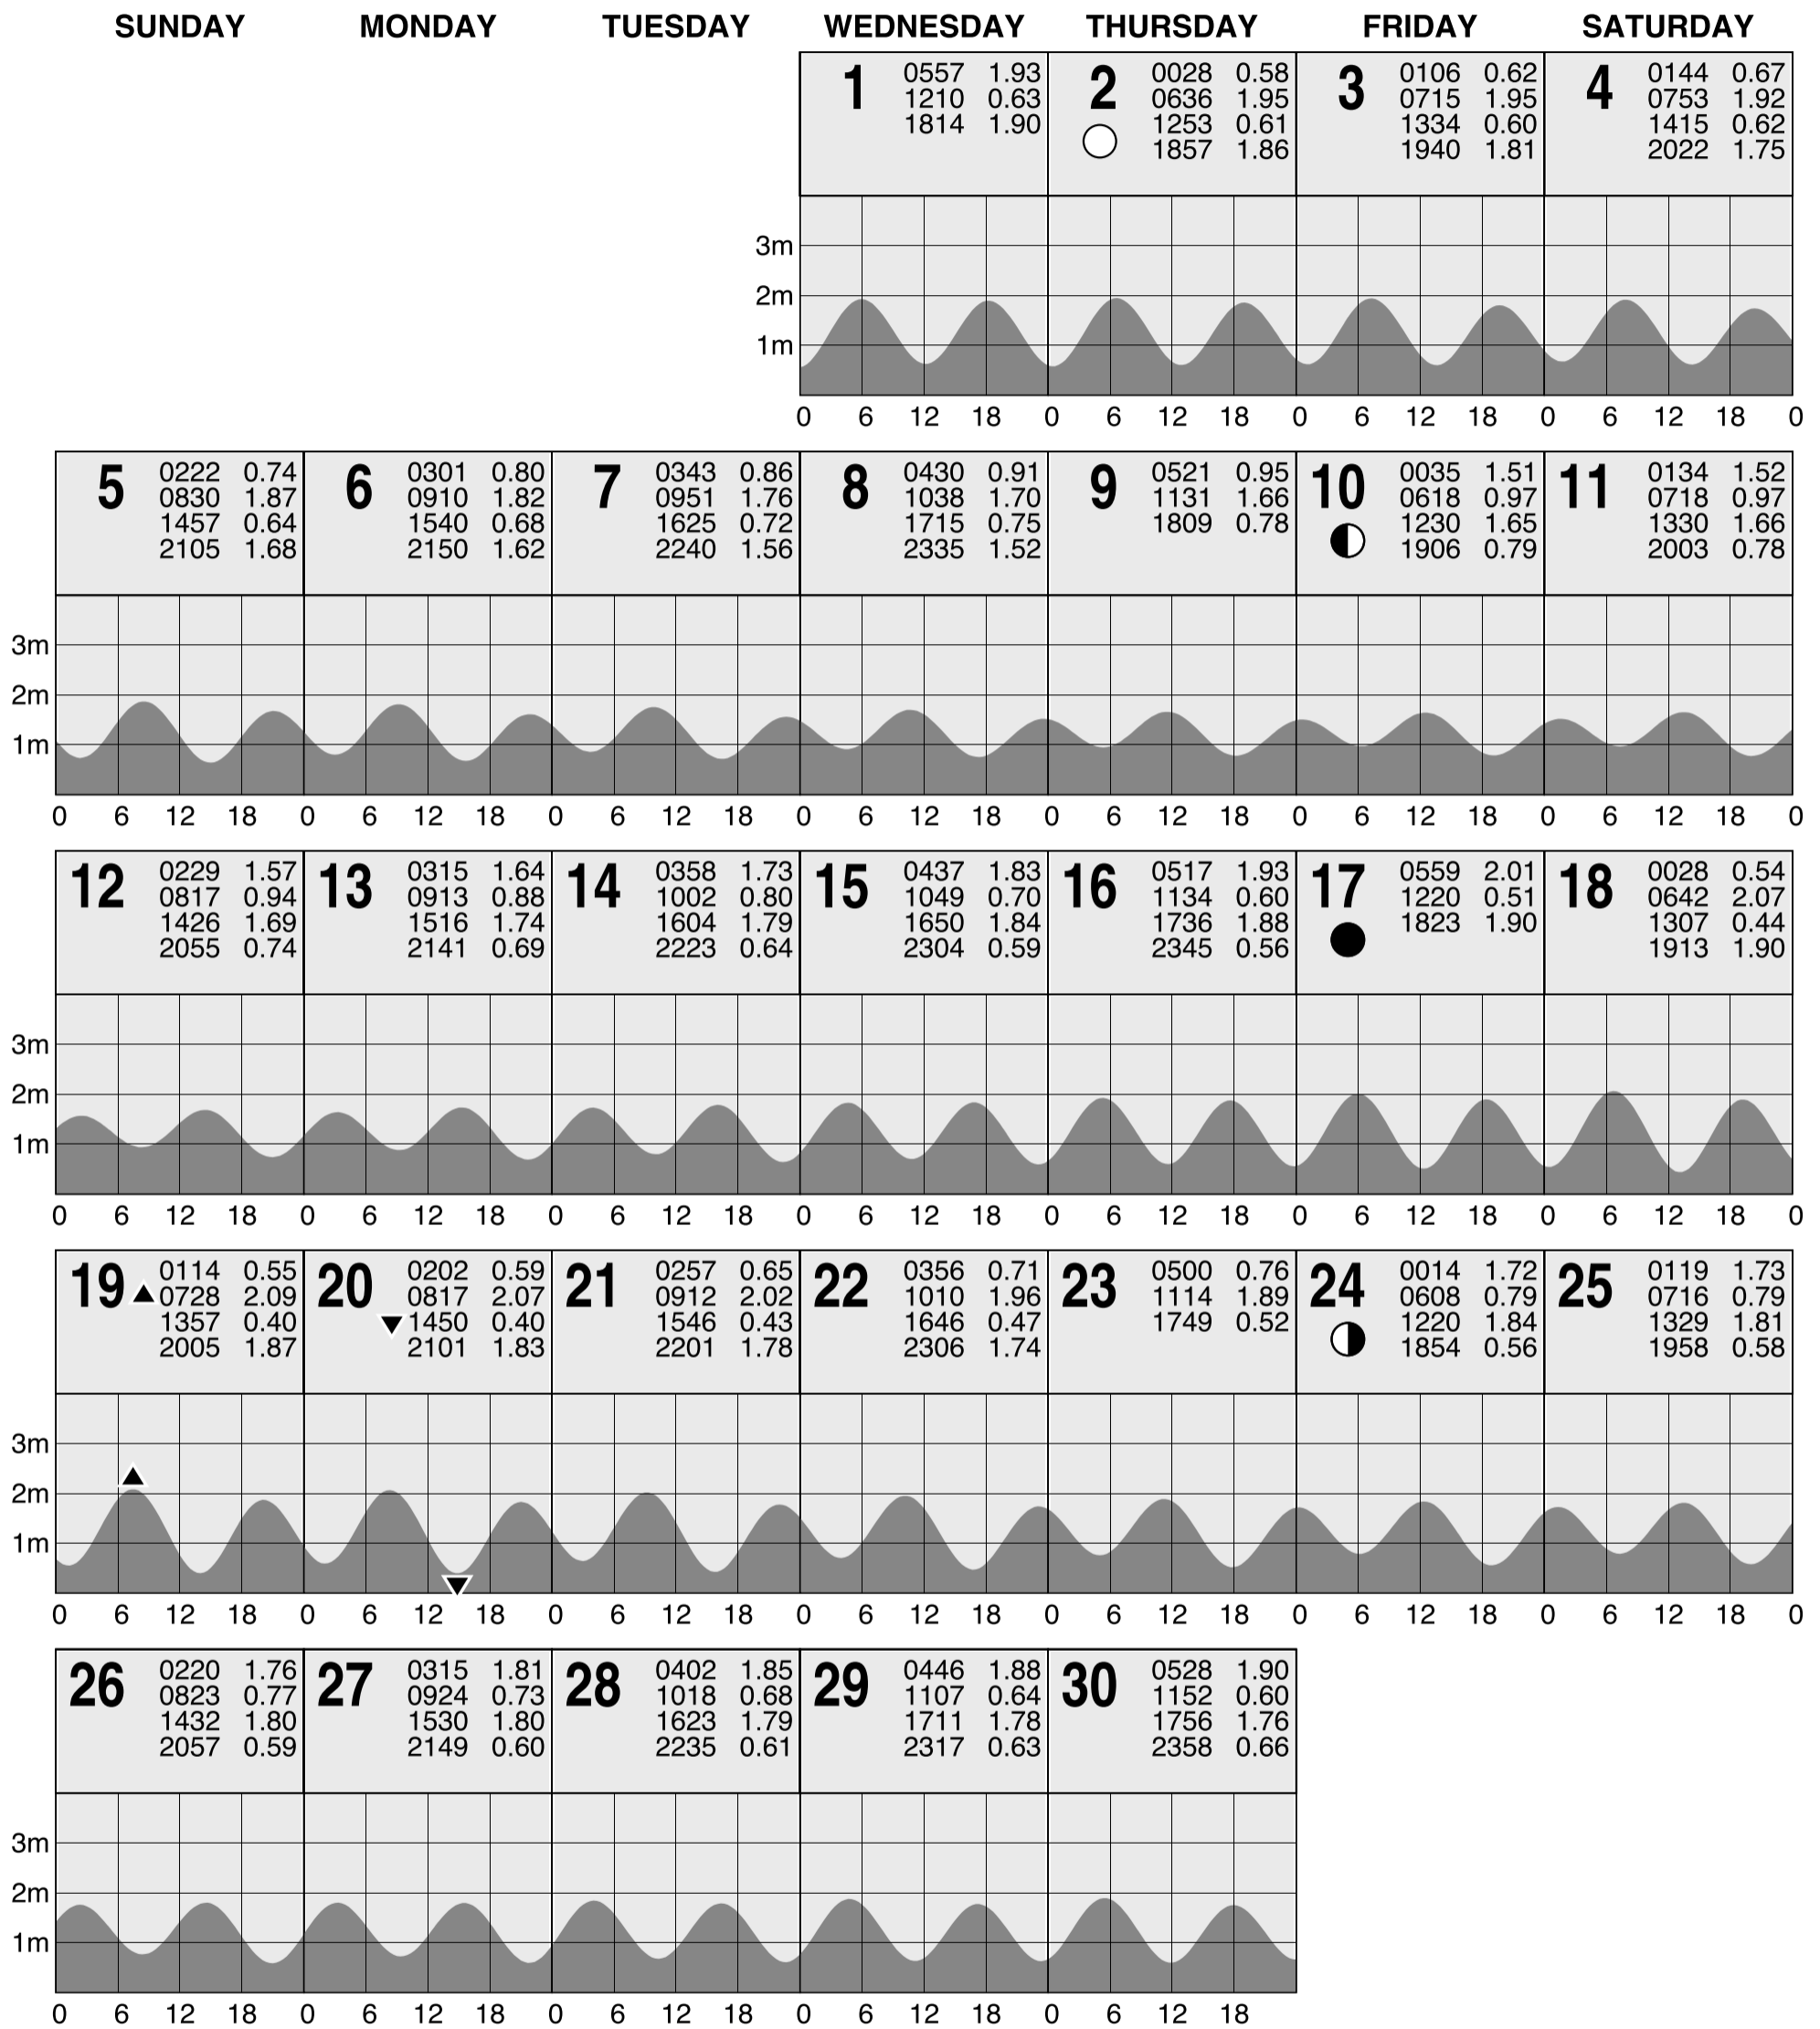 SUNDAY MONDAY TUESDAY WEDNESDAY THURSDAY FRIDAY SATURDAY
1 0557 1.93
1210 0.63
1814 1.90
2 0028 0.58
0636 1.95
1253 0.61
1857 1.86
3 0106 0.62
0715 1.95
1334 0.60
1940 1.81
4 0144 0.67
0753 1.92
1415 0.62
2022 1.75
3m
2m
1m
0 6 12 18 0 6 12 18 0 6 12 18 0 6 12 18 0
5 0222 0.74
0830 1.87
1457 0.64
2105 1.68
6 0301 0.80
0910 1.82
1540 0.68
2150 1.62
7 0343 0.86
0951 1.76
1625 0.72
2240 1.56
8 0430 0.91
1038 1.70
1715 0.75
2335 1.52
9 0521 0.95
1131 1.66
1809 0.78
10 0035 1.51
0618 0.97
1230 1.65
1906 0.79
11 0134 1.52
0718 0.97
1330 1.66
2003 0.78
3m
2m
1m
0 6 12 18 0 6 12 18 0 6 12 18 0 6 12 18 0 6 12 18 0 6 12 18 0 6 12 18 0
12 0229 1.57
0817 0.94
1426 1.69
2055 0.74
13 0315 1.64
0913 0.88
1516 1.74
2141 0.69
14 0358 1.73
1002 0.80
1604 1.79
2223 0.64
15 0437 1.83
1049 0.70
1650 1.84
2304 0.59
16 0517 1.93
1134 0.60
1736 1.88
2345 0.56
17 0559 2.01
1220 0.51
1823 1.90
18 0028 0.54
0642 2.07
1307 0.44
1913 1.90
3m
2m
1m
0 6 12 18 0 6 12 18 0 6 12 18 0 6 12 18 0 6 12 18 0 6 12 18 0 6 12 18 0
19 0114 0.55
0728 2.09
1357 0.40
2005 1.87
20 0202 0.59
0817 2.07
1450 0.40
2101 1.83
21 0257 0.65
0912 2.02
1546 0.43
2201 1.78
22 0356 0.71
1010 1.96
1646 0.47
2306 1.74
23 0500 0.76
1114 1.89
1749 0.52
24 0014 1.72
0608 0.79
1220 1.84
1854 0.56
25 0119 1.73
0716 0.79
1329 1.81
1958 0.58
3m
2m
1m
0 6 12 18 0 6 12 18 0 6 12 18 0 6 12 18 0 6 12 18 0 6 12 18 0 6 12 18 0
26 0220 1.76
0823 0.77
1432 1.80
2057 0.59
27 0315 1.81
0924 0.73
1530 1.80
2149 0.60
28 0402 1.85
1018 0.68
1623 1.79
2235 0.61
29 0446 1.88
1107 0.64
1711 1.78
2317 0.63
30 0528 1.90
1152 0.60
1756 1.76
2358 0.66
3m
2m
1m
0 6 12 18 0 6 12 18 0 6 12 18 0 6 12 18 0 6 12 18